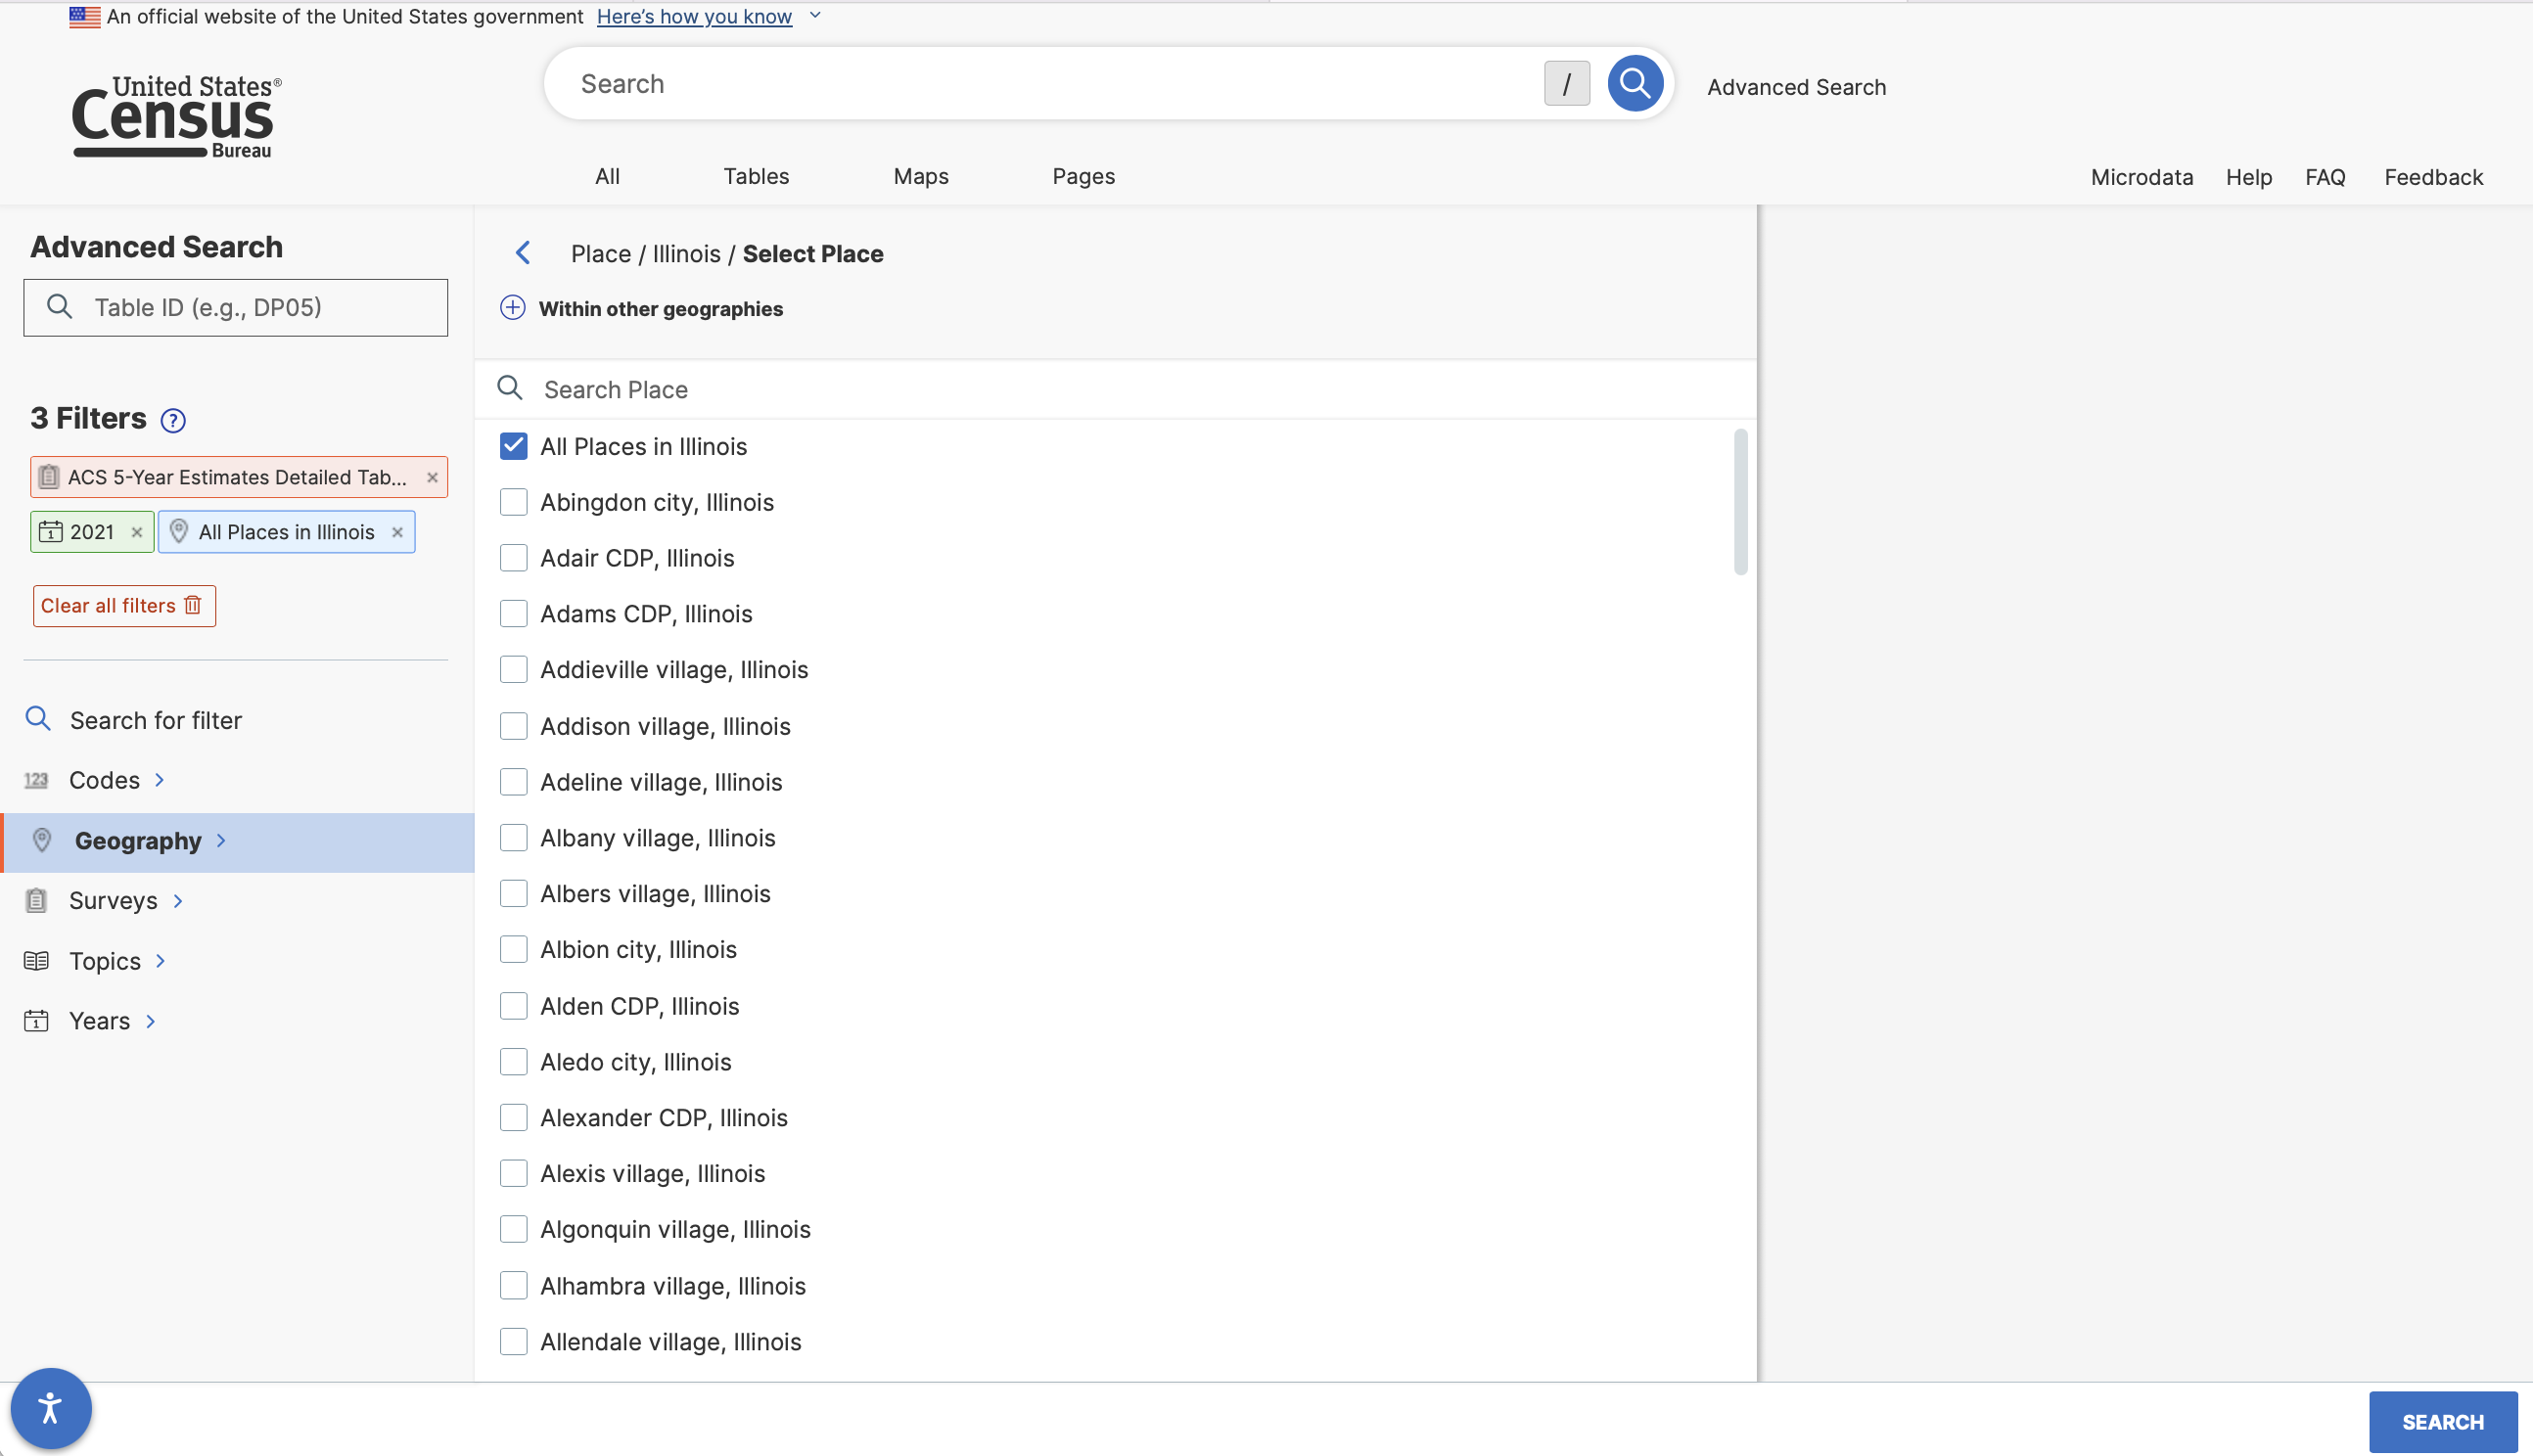 An official website of the United States government Here's how you know
United States®
Census
Bureau
Search
/
Advanced Search
All Tables Maps Pages
Microdata Help FAQ Feedback
Advanced Search
Table ID (e.g., DP05)
3 Filters ?
ACS 5-Year Estimates Detailed Tab... ×
1 2021 × All Places in Illinois ×
Clear all filters
Search for filter
123 Codes
Geography
Surveys
Topics
1 Years
Place / Illinois / Select Place
Within other geographies
Search Place
All Places in Illinois
Abingdon city, Illinois
Adair CDP, Illinois
Adams CDP, Illinois
Addieville village, Illinois
Addison village, Illinois
Adeline village, Illinois
Albany village, Illinois
Albers village, Illinois
Albion city, Illinois
Alden CDP, Illinois
Aledo city, Illinois
Alexander CDP, Illinois
Alexis village, Illinois
Algonquin village, Illinois
Alhambra village, Illinois
Allendale village, Illinois
SEARCH